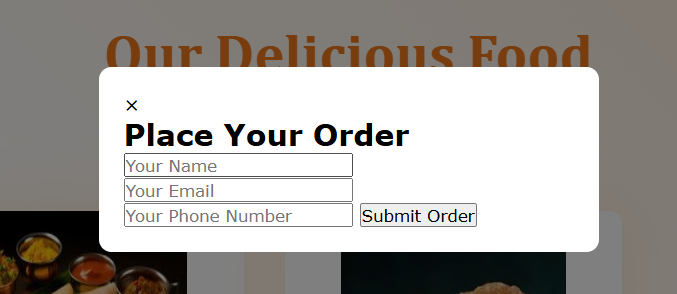 Our Delicious Food
×
Place Your Order
Your Name
Your Email
Your Phone Number Submit Order